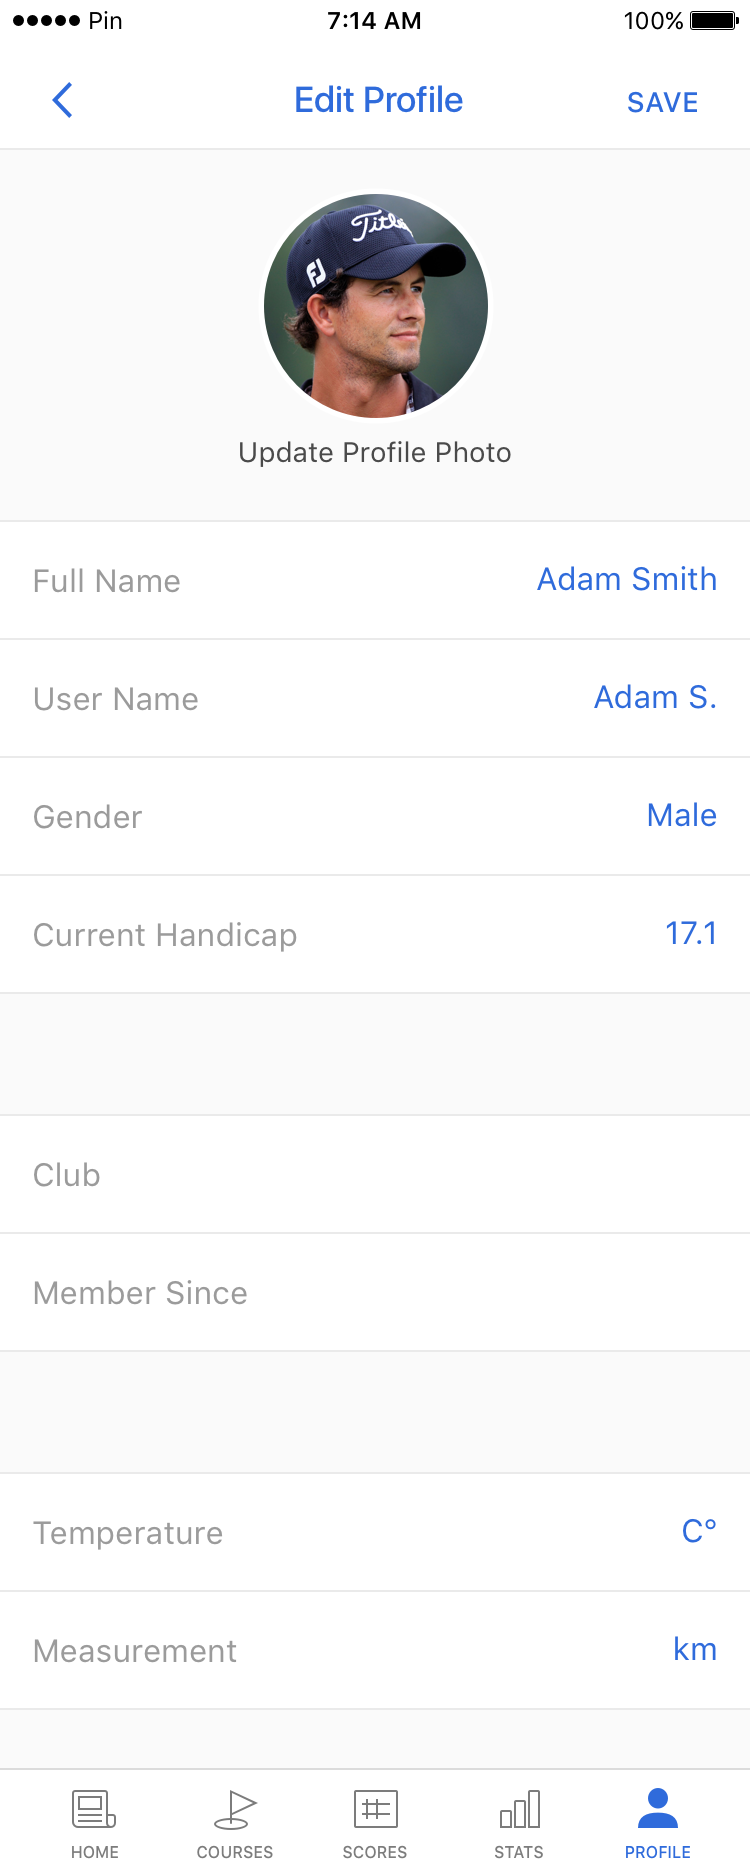 Pin 7:14 AM 100%
Edit Profile SAVE
Title
FJ
Update Profile Photo
Full Name Adam Smith
User Name Adam S.
Gender Male
Current Handicap 17.1
Club
Member Since
Temperature C°
Measurement km
HOME COURSES SCORES STATS PROFILE